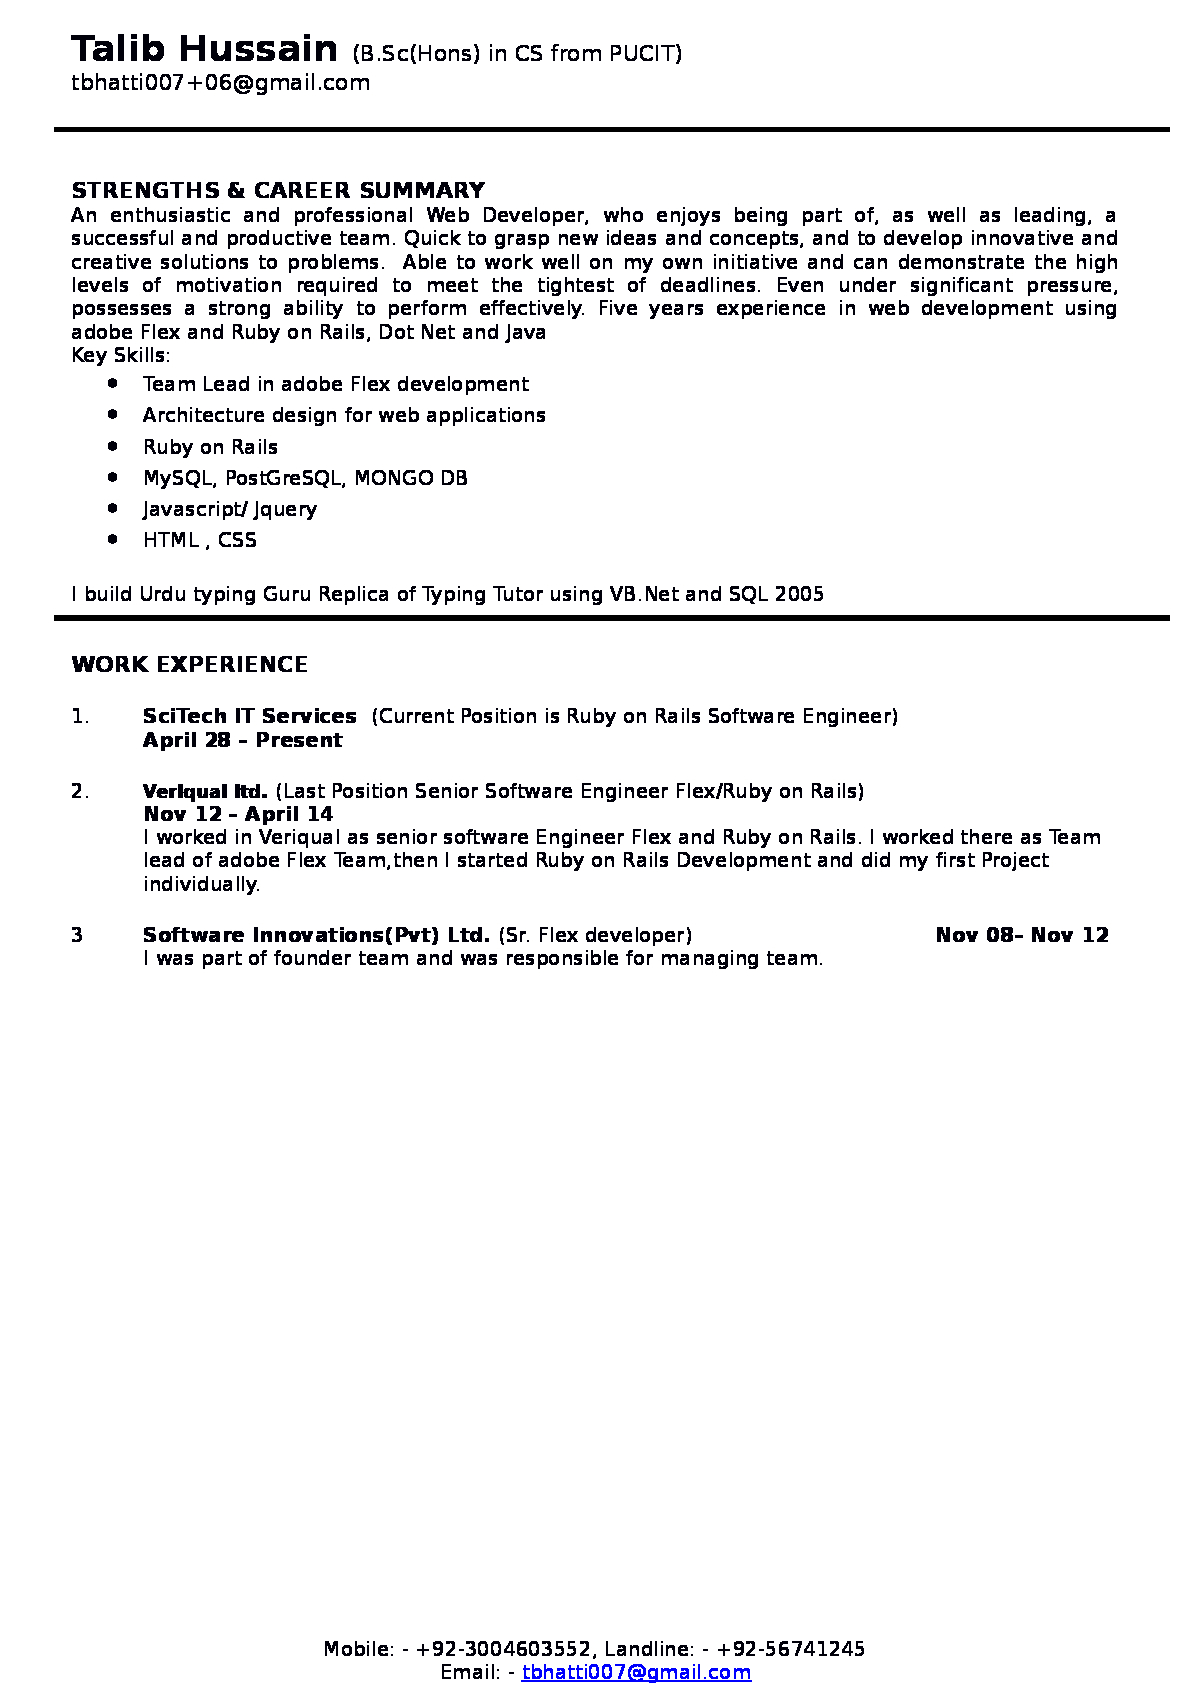 Talib Hussain (B.Sc(Hons) in CS from PUCIT)
tbhatti007+06@gmail.com
STRENGTHS & CAREER SUMMARY
An enthusiastic and professional Web Developer, who enjoys being part of, as well as leading, a
successful and productive team. Quick to grasp new ideas and concepts, and to develop innovative and
creative solutions to problems.  Able to work well on my own initiative and can demonstrate the high
levels of motivation required to meet the tightest of deadlines. Even under significant pressure,
possesses a strong ability to perform effectively. Five years experience in web development using
adobe Flex and Ruby on Rails, Dot Net and Java
Key Skills:
• Team Lead in adobe Flex development
• Architecture design for web applications
• Ruby on Rails
• MySQL, PostGreSQL, MONGO DB
• Javascript/ Jquery
• HTML , CSS
I build Urdu typing Guru Replica of Typing Tutor using VB.Net and SQL 2005
WORK EXPERIENCE
1. SciTech IT Services  (Current Position is Ruby on Rails Software Engineer)
April 28 – Present
2. Veriqual ltd. (Last Position Senior Software Engineer Flex/Ruby on Rails)
Nov 12 – April 14
I worked in Veriqual as senior software Engineer Flex and Ruby on Rails. I worked there as Team
lead of adobe Flex Team,then I started Ruby on Rails Development and did my first Project
individually.
3 Software Innovations(Pvt) Ltd. (Sr. Flex developer) Nov 08– Nov 12
I was part of founder team and was responsible for managing team.
Mobile: - +92-3004603552, Landline: - +92-56741245
Email: - tbhatti007@gmail.com